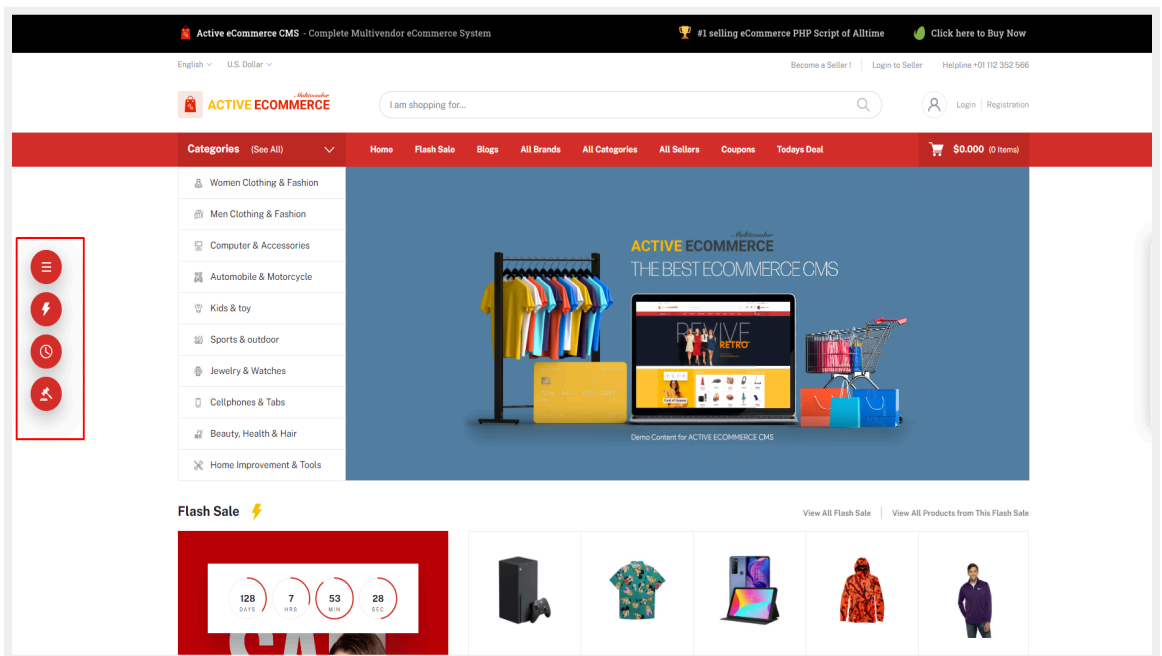 Active eCommerce CMS - Complete Multivendor eCommerce System
#1 selling eCommerce PHP Script of Alltime
Click here to Buy Now
English
U.S. Dollar
Become a Seller !
Login to Seller
Helpline +01 112 352 566
Multivendor
ACTIVE ECOMMERCE
I am shopping for...
Login
Registration
Categories (See All)
Home
Flash Sale
Blogs
All Brands
All Categories
All Sellers
Coupons
Todays Deal
$0.000 (0 Items)
Women Clothing & Fashion
Men Clothing & Fashion
Computer & Accessories
Automobile & Motorcycle
Kids & toy
Sports & outdoor
Jewelry & Watches
Cellphones & Tabs
Beauty, Health & Hair
Home Improvement & Tools
Multivendor
ACTIVE ECOMMERCE
THE BEST ECOMMERCE CMS
REVIVE
RETRO
Demo Content for ACTIVE ECOMMERCE CMS
Flash Sale
View All Flash Sale
View All Products from This Flash Sale
128 DAYS
7 HRS
53 MIN
28 SEC